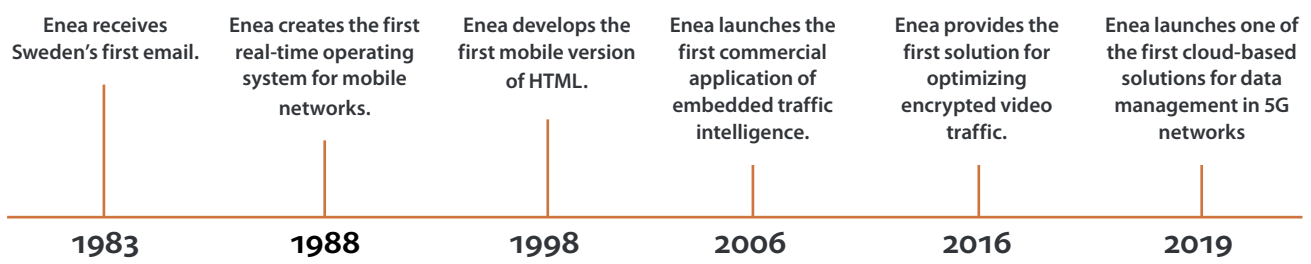 Enea receives
Sweden's first email.
Enea creates the first
real-time operating
system for mobile
networks.
Enea develops the
first mobile version
of HTML.
Enea launches the
first commercial
application of
embedded traffic
intelligence.
Enea provides the
first solution for
optimizing
encrypted video
traffic.
Enea launches one of
the first cloud-based
solutions for data
management in 5G
networks
1983
1988
1998
2006
2016
2019